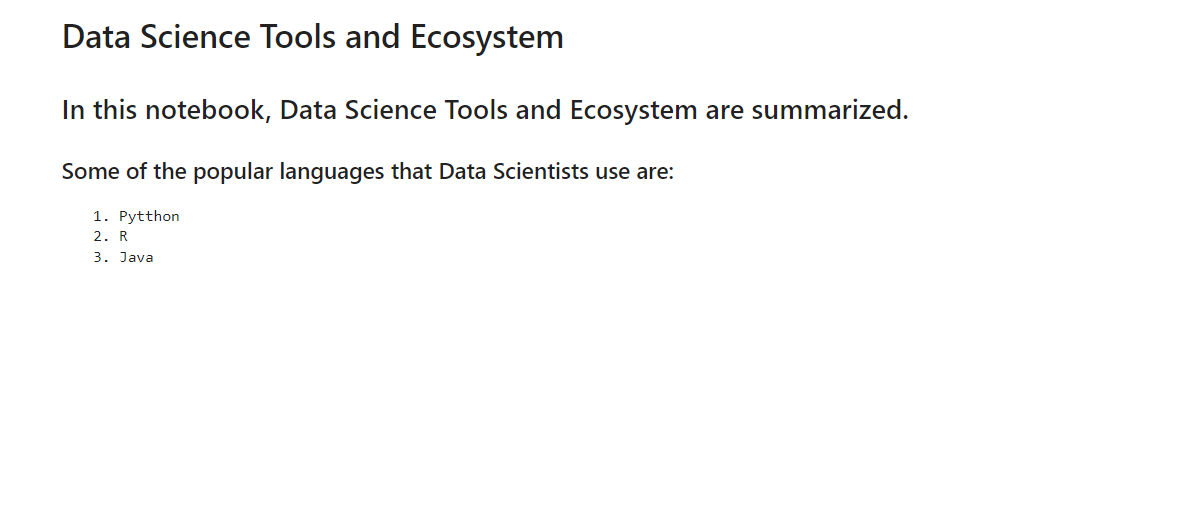 Data Science Tools and Ecosystem
In this notebook, Data Science Tools and Ecosystem are summarized.
Some of the popular languages that Data Scientists use are:
1. Pytthon
2. R
3. Java